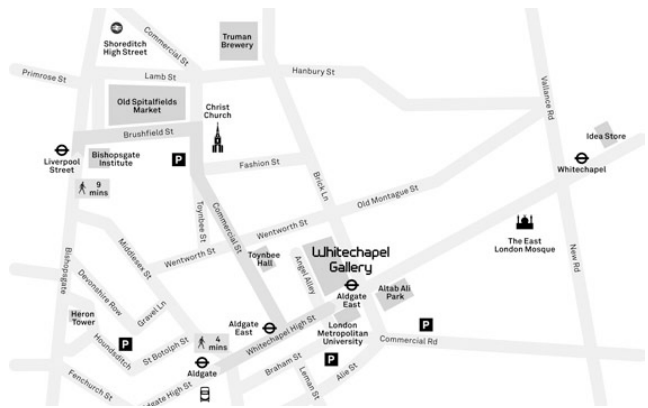 Shoreditch
High Street
Commercial St
Truman
Brewery
Primrose St
Lamb St
Hanbury St
Vallance Rd
Old Spitalfields
Market
Christ
Church
Brushfield St
Idea Store
Liverpool
Street
Bishopsgate
Institute
P
Fashion St
Whitechapel
9
mins
Brick Ln
Old Montague St
Toynbee St
Commercial St
Wentworth St
Wentworth St
Middlesex St
Bishopsgate
Devonshire Row
Gravel Ln
Toynbee
Hall
Angel Alley
Whitechapel
Gallery
The East
London Mosque
New Rd
Aldgate
East
Altab Ali
Park
Heron
Tower
Houndsditch
P
St Botolph St
4
mins
Aldgate
East
Whitechapel High St
London
Metropolitan
University
P
Commercial Rd
Aldgate
Braham St
P
Alie St
Leman St
Fenchurch St
ldgate High St